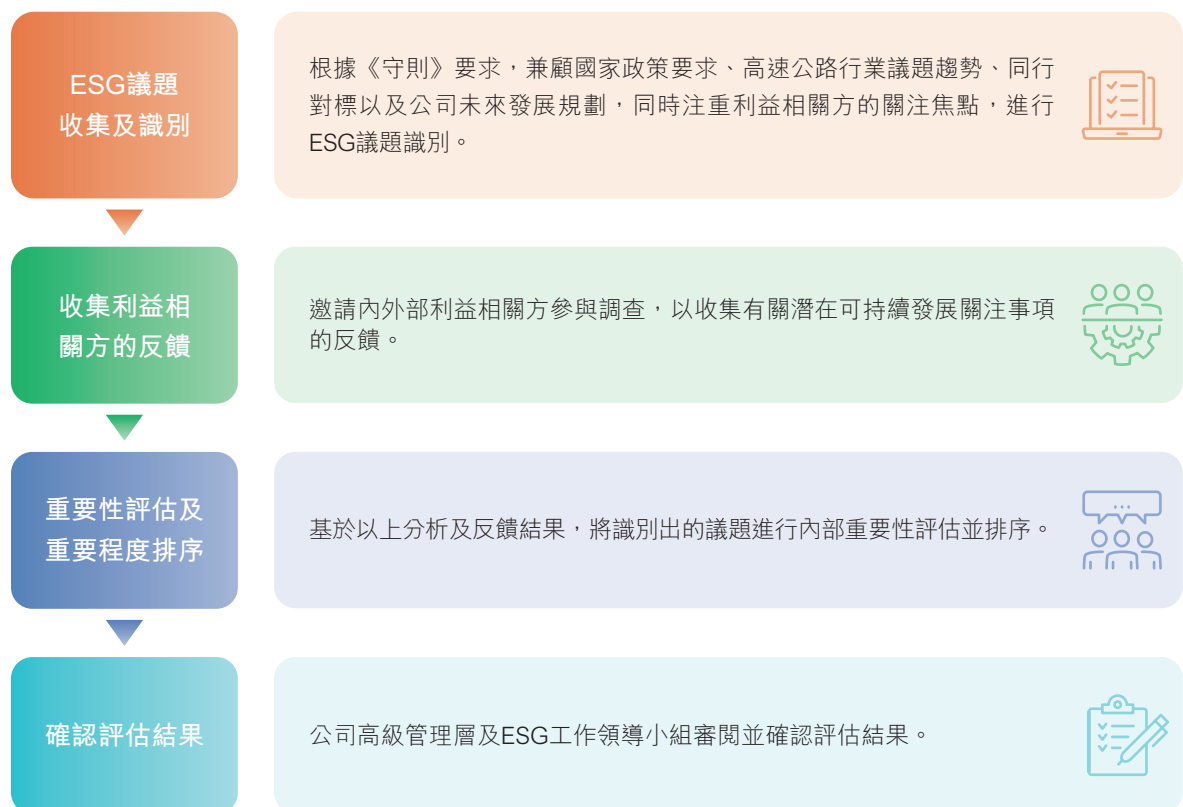 ESG議題
收集及識別
根據《守則》要求，兼顧國家政策要求、高速公路行業議題趨勢、同行
對標以及公司未來發展規劃，同時注重利益相關方的關注焦點，進行
ESG議題識別。
收集利益相
關方的反饋
邀請內外部利益相關方參與調查，以收集有關潛在可持續發展關注事項
的反饋。
重要性評估及
重要程度排序
基於以上分析及反饋結果，將識別出的議題進行內部重要性評估並排序。
確認評估結果
公司高級管理層及ESG工作領導小組審閱並確認評估結果。